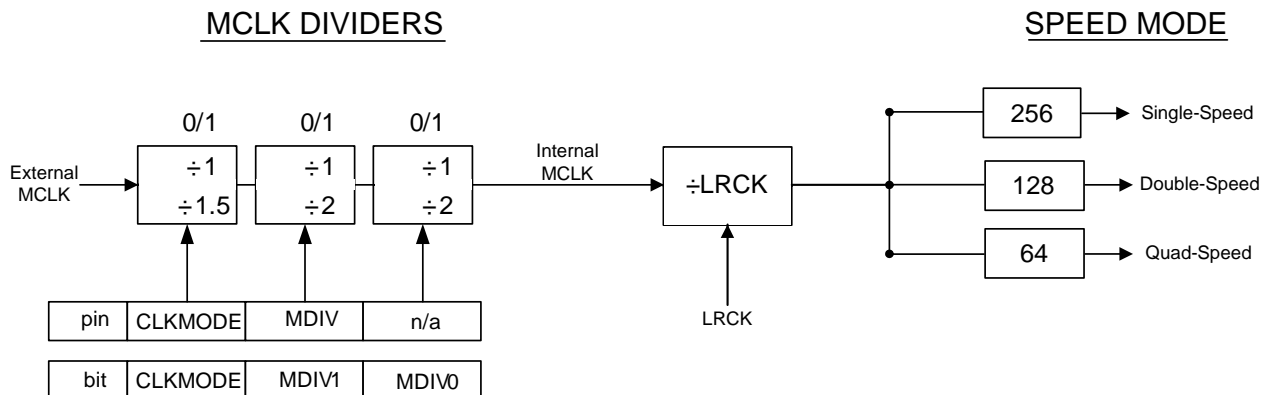 MCLK DIVIDERS
SPEED MODE
0/1 0/1 0/1
External
MCLK
÷1
÷1.5
÷1
÷2
÷1
÷2
Internal
MCLK
÷LRCK
LRCK
256 Single-Speed
128 Double-Speed
64 Quad-Speed
pin CLKMODE MDIV n/a
bit CLKMODE MDIV1 MDIV0